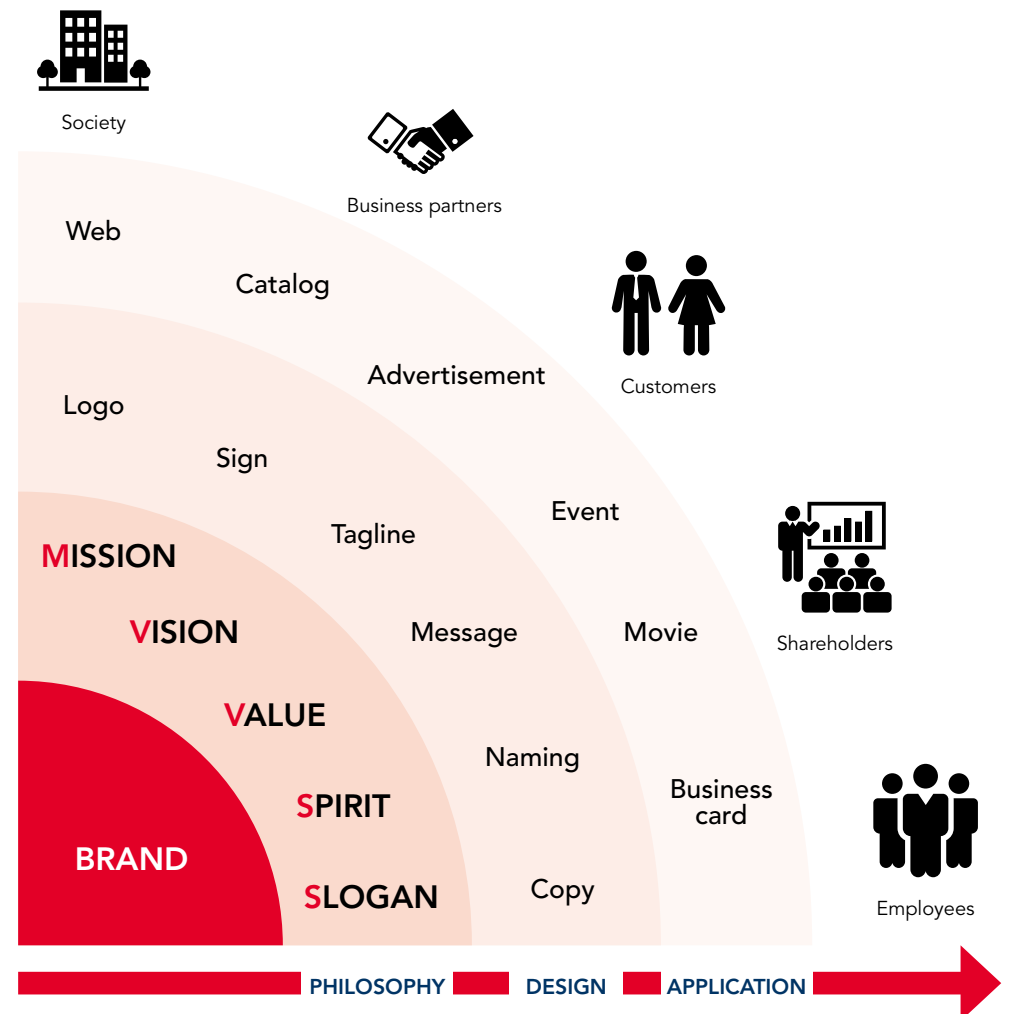 Society
Business partners
Web
Catalog
Advertisement
Customers
Logo
Sign
Event
Tagline
MISSION
VISION
Message
Movie
Shareholders
VALUE
Naming
Business
card
SPIRIT
BRAND
SLOGAN
Copy
Employees
PHILOSOPHY
DESIGN
APPLICATION